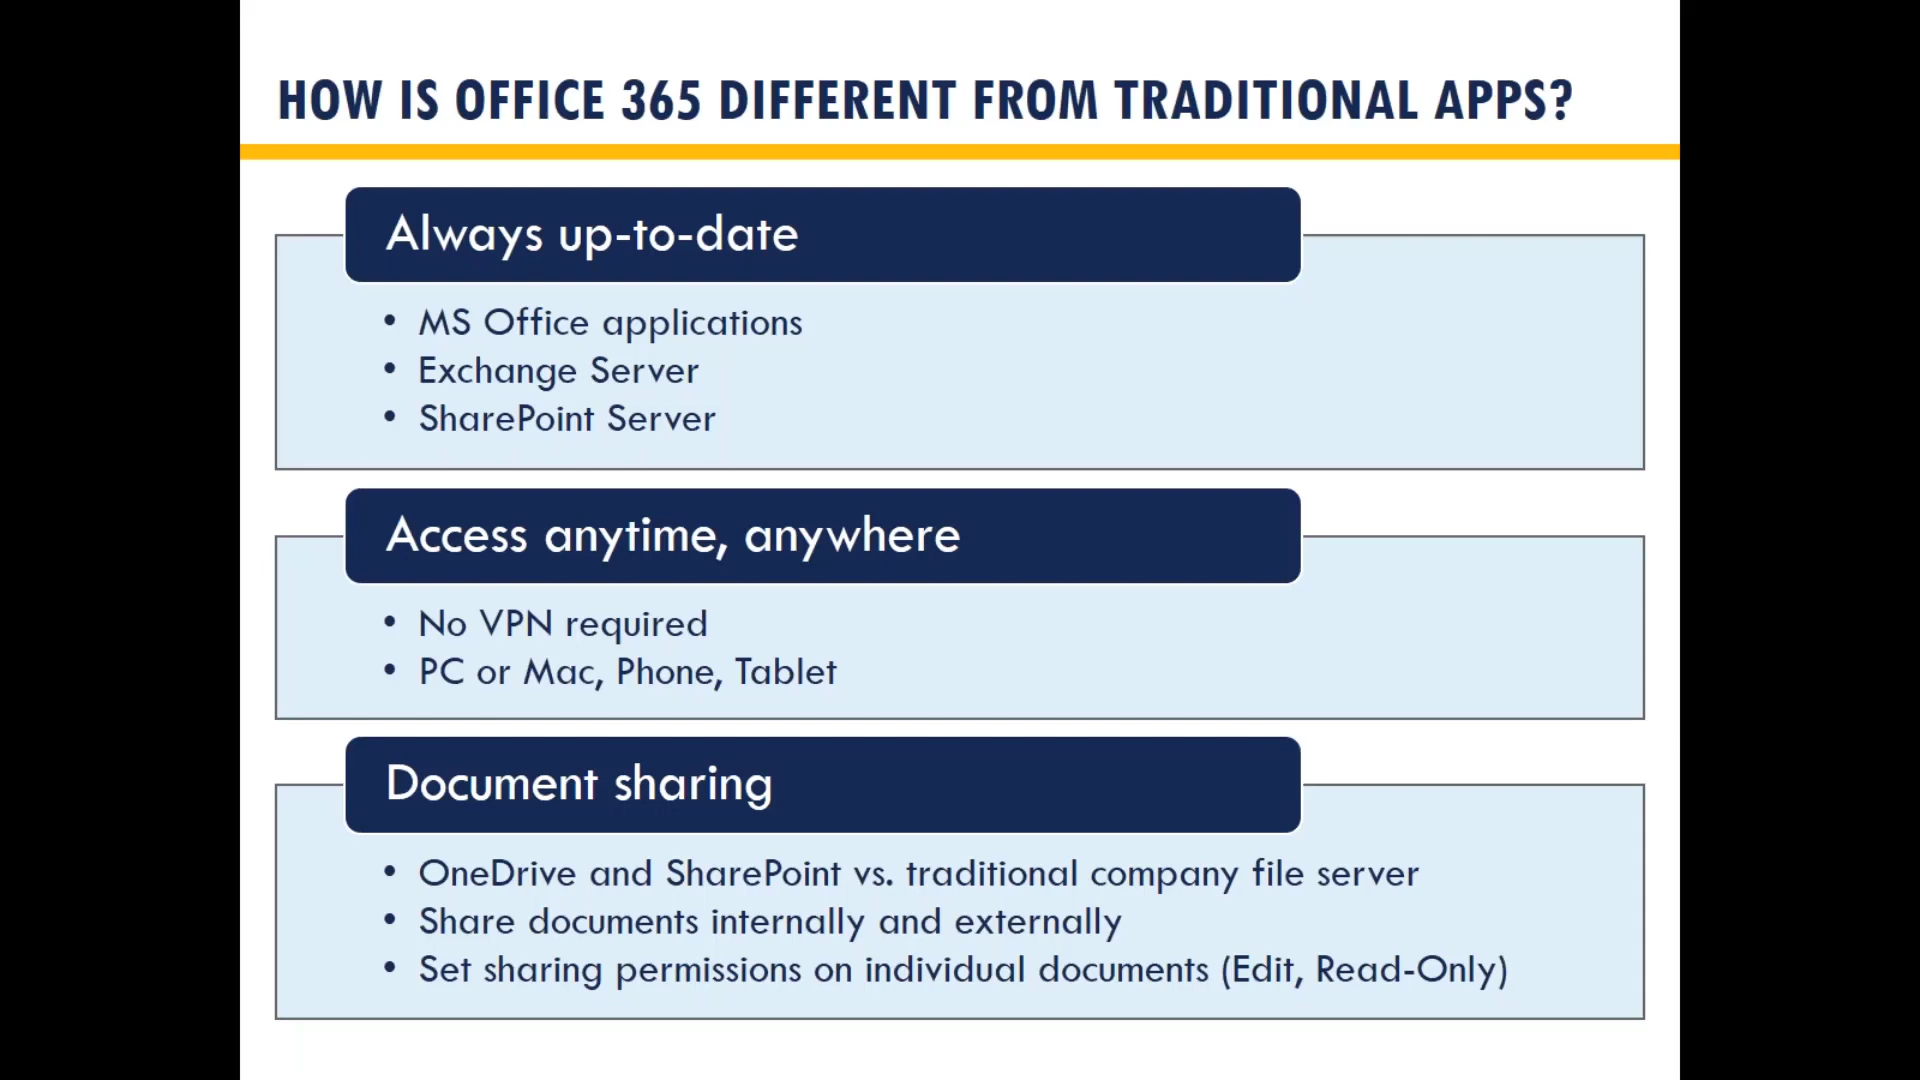 HOW IS OFFICE 365 DIFFERENT FROM TRADITIONAL APPS?
Always up-to-date
• MS Office applications
• Exchange Server
• SharePoint Server
Access anytime, anywhere
• No VPN required
• PC or Mac, Phone, Tablet
Document sharing
• OneDrive and SharePoint vs. traditional company file server
• Share documents internally and externally
• Set sharing permissions on individual documents (Edit, Read-Only)